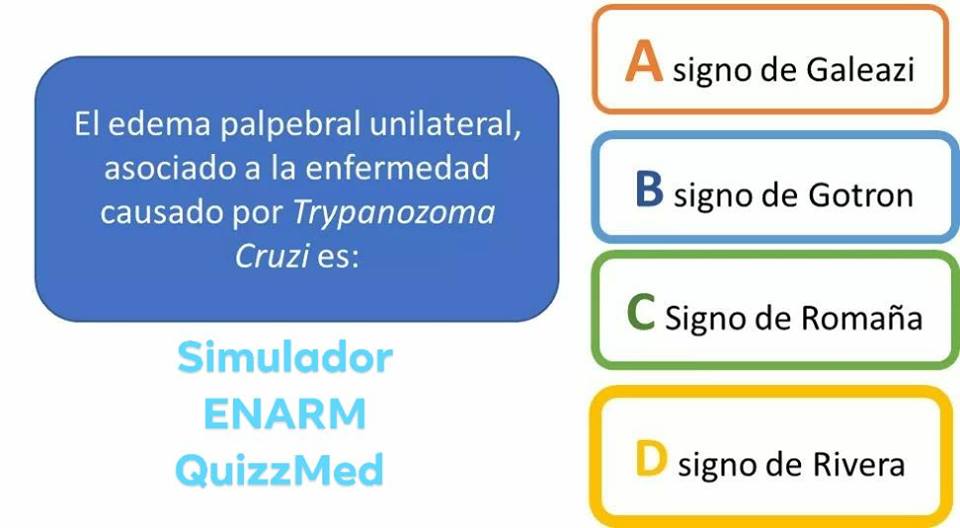 El edema palpebral unilateral,
asociado a la enfermedad
causado por Trypanozoma
Cruzi es:
Simulador
ENARM
QuizzMed
A signo de Galeazi
B signo de Gotron
C Signo de Romaña
D signo de Rivera